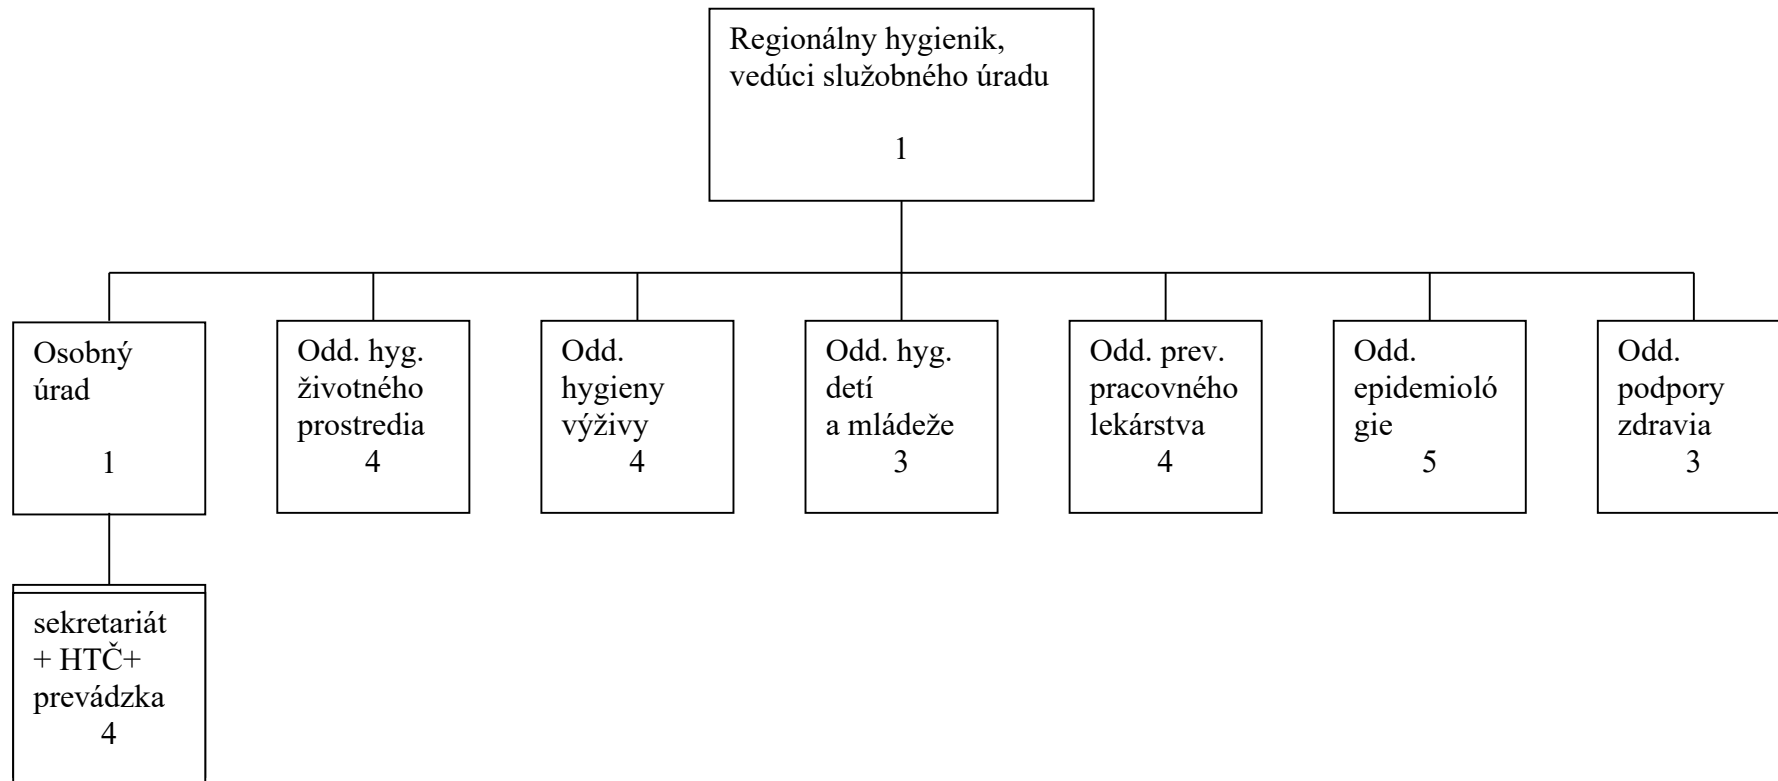 Regionálny hygienik,
vedúci služobného úradu
1
Osobný
úrad
1
Odd. hyg.
životného
prostredia
4
Odd.
hygieny
výživy
4
Odd. hyg.
detí
a mládeže
3
Odd. prev.
pracovného
lekárstva
4
Odd.
epidemioló
gie
5
Odd.
podpory
zdravia
3
sekretariát
+ HTČ+
prevádzka
4